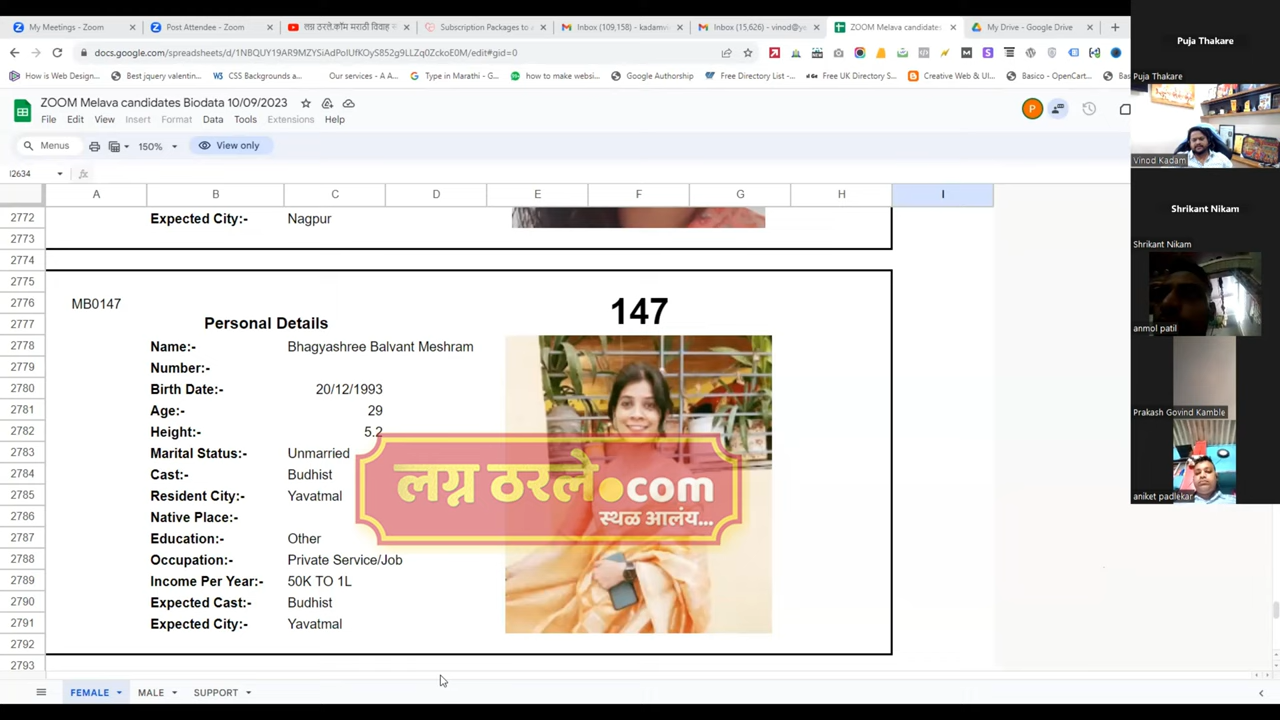 My Meetings - Zoom
Post Attendee - Zoom
लग्न ठरले.कॉम मराठी विवाह
Subscription Packages to
Inbox (109,158) - kadamvin
Inbox (15,626) - vinod@ye
ZOOM Melava candidates
My Drive - Google Drive
docs.google.com/spreadsheets/d/1NBQUY19AR9MZYSiAdPolUfKOyS852g9LLZq0ZckoE0M/edit#gid=0
How is Web Design...
Best jquery valentin...
CSS Backgrounds a...
Our services - A A...
Type in Marathi - G...
how to make websi...
Google Authorship
Free Directory List -...
Free UK Directory S...
Creative Web & UI...
Basico - OpenCart...
Bas
ZOOM Melava candidates Biodata 10/09/2023
P
File Edit View Insert Format Data Tools Extensions Help
Menus 150% View only
I2634 fx
A B C D E F G H I
2772 Expected City:- Nagpur
2773
2774
2775
2776 MB0147 147
2777 Personal Details
2778 Name:- Bhagyashree Balvant Meshram
2779 Number:-
2780 Birth Date:- 20/12/1993
2781 Age:- 29
2782 Height:- 5.2
2783 Marital Status:- Unmarried
2784 Cast:- Budhist
2785 Resident City:- Yavatmal
2786 Native Place:-
2787 Education:- Other
2788 Occupation:- Private Service/Job
2789 Income Per Year:- 50K TO 1L
2790 Expected Cast:- Budhist
2791 Expected City:- Yavatmal
2792
2793
लग्न ठरले.com
स्थळ आलंय...
FEMALE MALE SUPPORT
Puja Thakare
Puja Thakare
Vinod Kadam
Shrikant Nikam
Shrikant Nikam
anmol patil
Prakash Govind Kamble
aniket padlekar